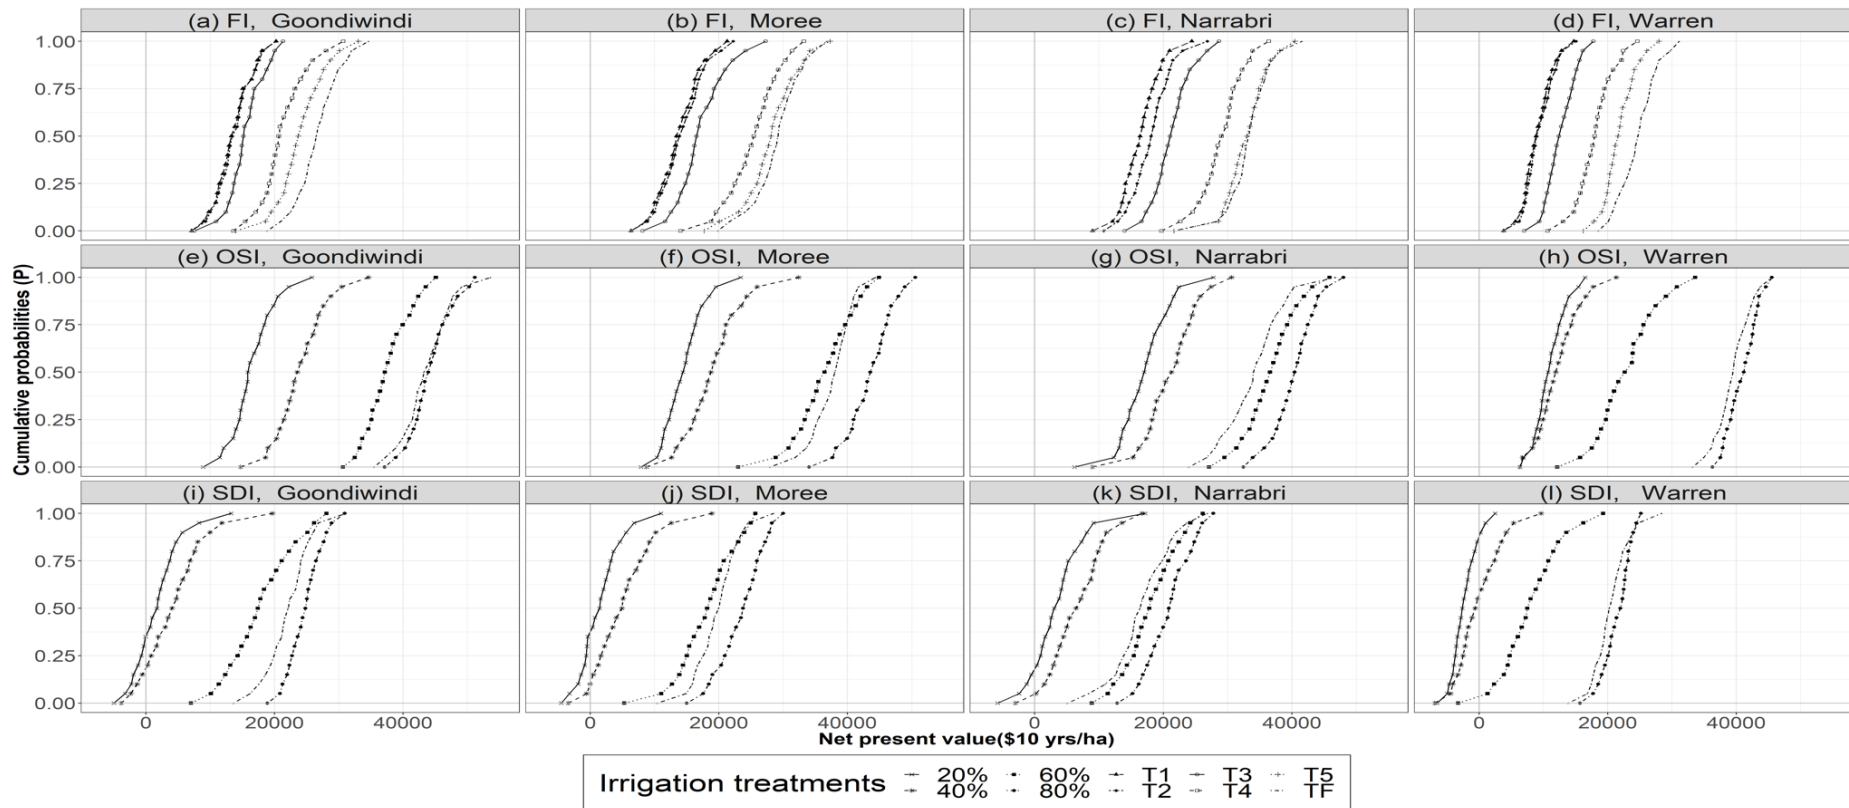 (a) FI, Goondiwindi (b) FI, Moree (c) FI, Narrabri (d) FI, Warren
1.00
0.75
0.50
0.25
0.00
(e) OSI, Goondiwindi (f) OSI, Moree (g) OSI, Narrabri (h) OSI, Warren
1.00
0.75
0.50
0.25
0.00
Cumulative probabilities (P)
(i) SDI, Goondiwindi (j) SDI, Moree (k) SDI, Narrabri (l) SDI, Warren
1.00
0.75
0.50
0.25
0.00
0 20000 40000 0 20000 40000 0 20000 40000 0 20000 40000
Net present value($10 yrs/ha)
Irrigation treatments
20% 60% T1 T3 T5
40% 80% T2 T4 TF